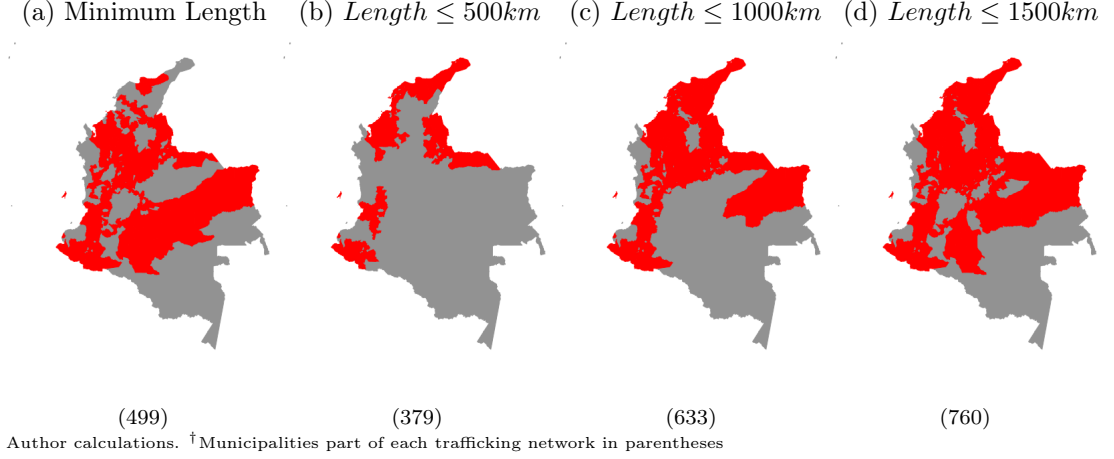 (a) Minimum Length (b) Length ≤ 500km (c) Length ≤ 1000km (d) Length ≤ 1500km
(499) (379) (633) (760)
Author calculations. †Municipalities part of each trafficking network in parentheses